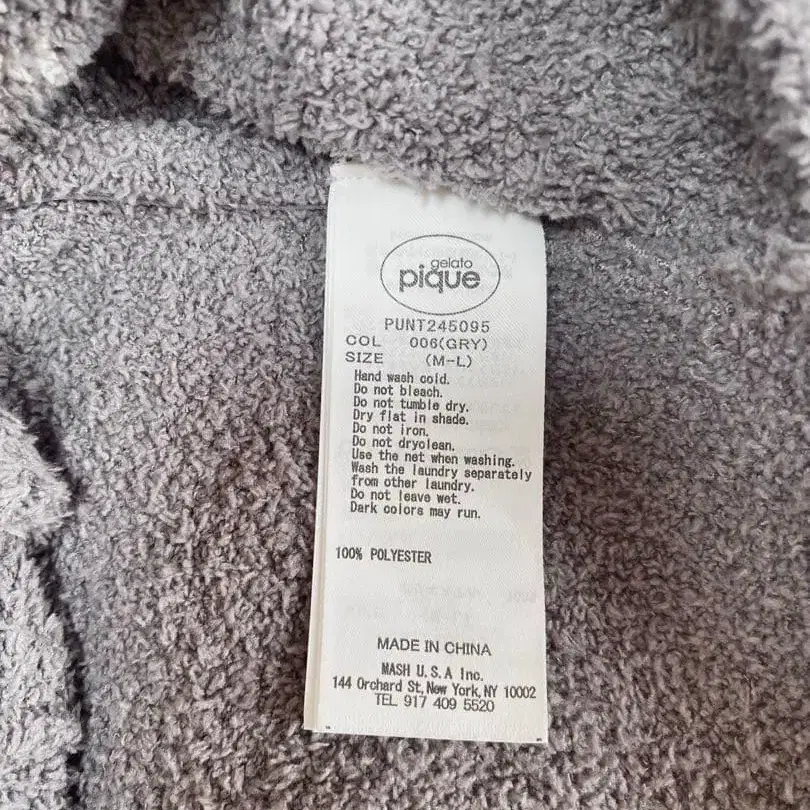 gelato
pique
PUNT245095
COL 006(GRY)
SIZE (M-L)
Hand wash cold.
Do not bleach.
Do not tumble dry.
Dry flat in shade.
Do not iron.
Do not dryclean.
Use the net when washing.
Wash the laundry separately
from other laundry.
Do not leave wet.
Dark colors may run.
100% POLYESTER
MADE IN CHINA
MASH U.S.A Inc.
144 Orchard St, New York, NY 10002
TEL 917 409 5520